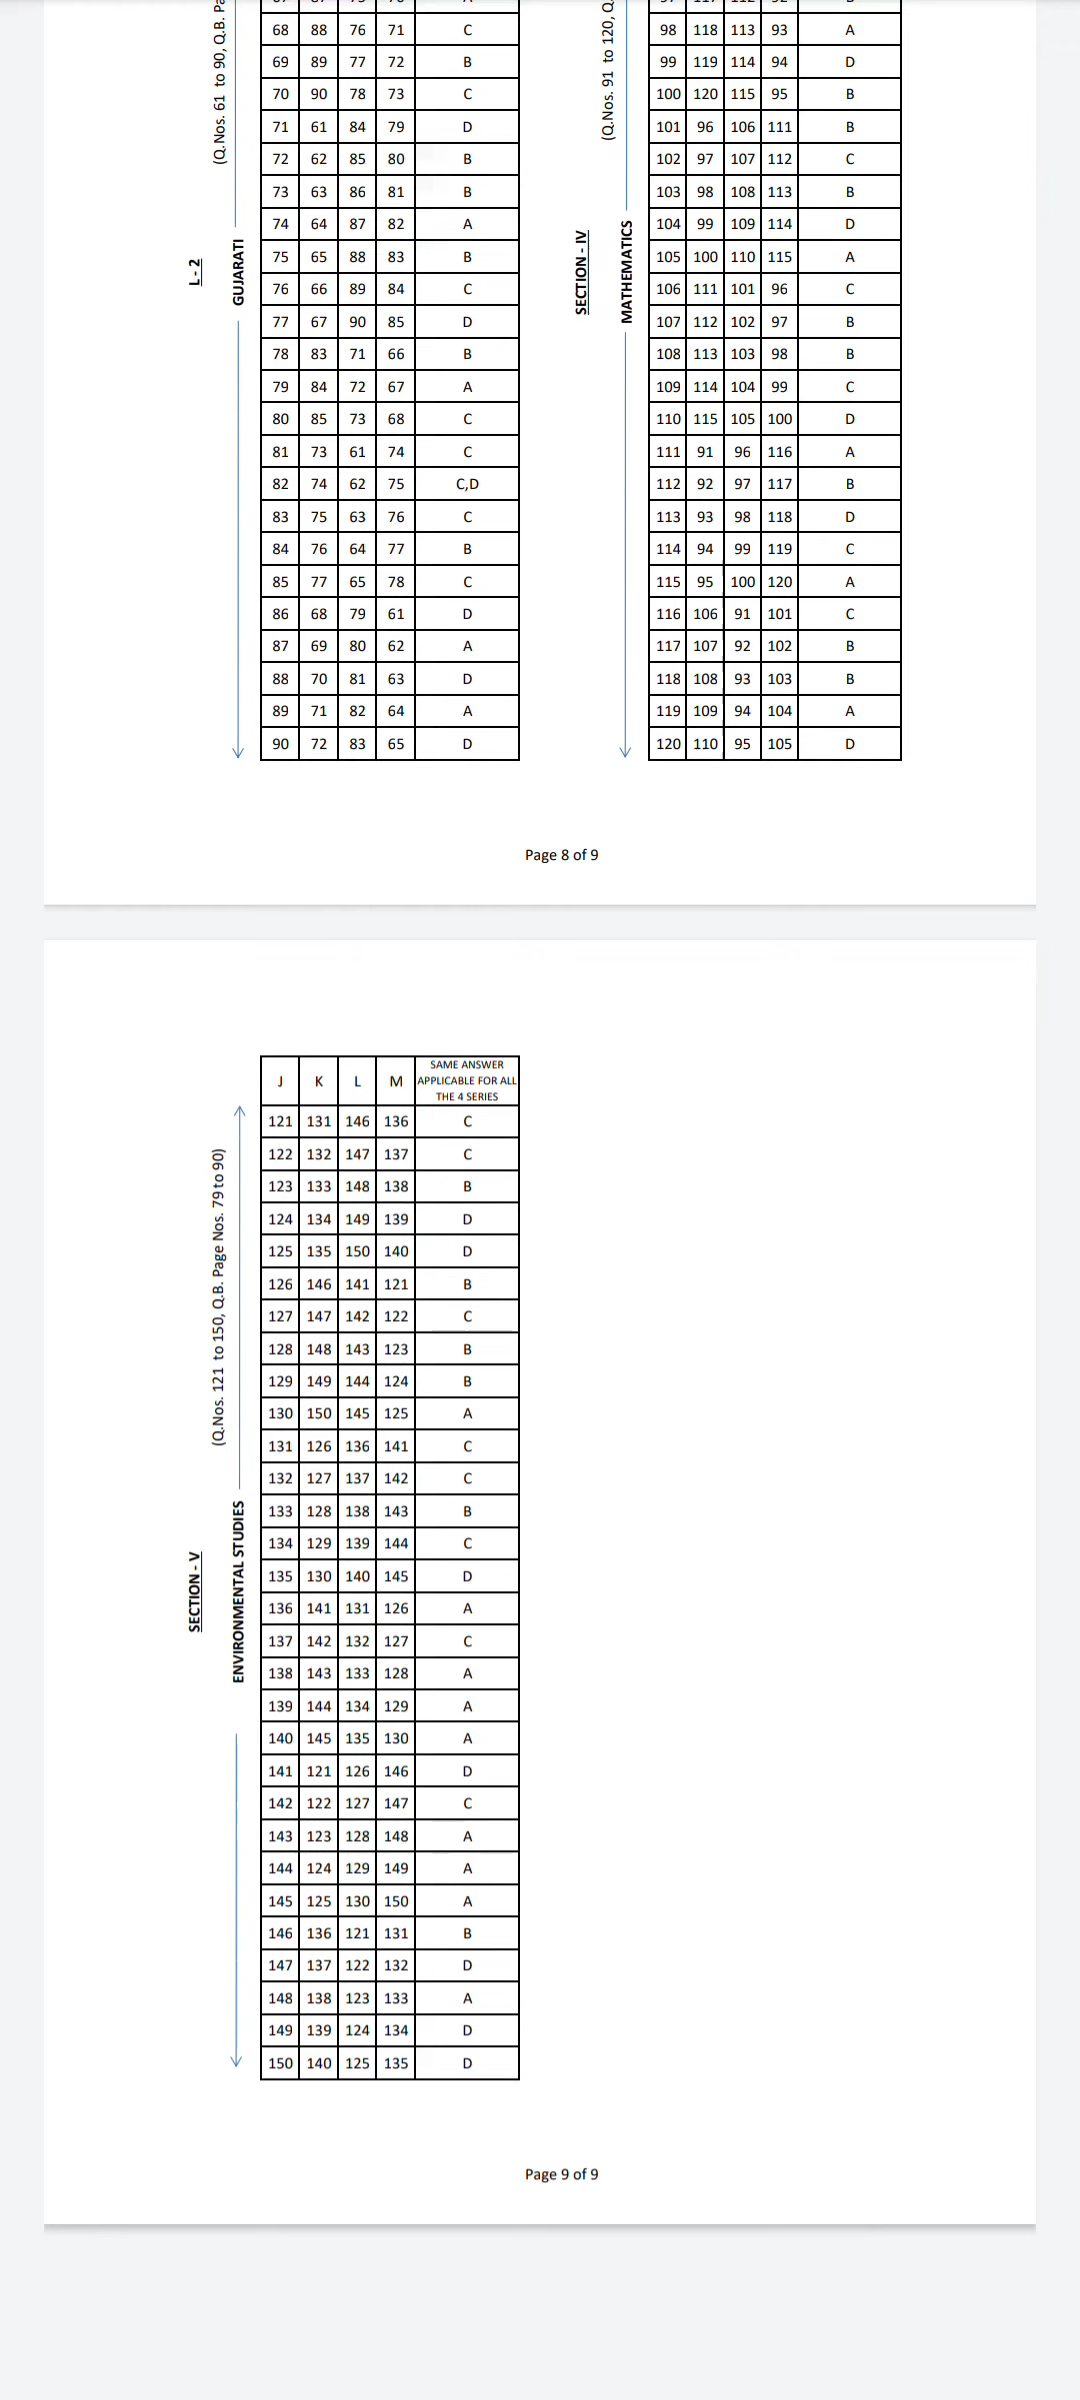 L - 2
(Q.Nos. 61 to 90, Q.B.
GUJARATI
68 88 76 71 C
69 89 77 72 B
70 90 78 73 C
71 61 84 79 D
72 62 85 80 B
73 63 86 81 B
74 64 87 82 A
75 65 88 83 B
76 66 89 84 C
77 67 90 85 D
78 83 71 66 B
79 84 72 67 A
80 85 73 68 C
81 73 61 74 C
82 74 62 75 C,D
83 75 63 76 C
84 76 64 77 B
85 77 65 78 C
86 68 79 61 D
87 69 80 62 A
88 70 81 63 D
89 71 82 64 A
90 72 83 65 D
SECTION - IV
(Q.Nos. 91 to 120,
MATHEMATICS
98 118 113 93 A
99 119 114 94 D
100 120 115 95 B
101 96 106 111 B
102 97 107 112 C
103 98 108 113 B
104 99 109 114 D
105 100 110 115 A
106 111 101 96 C
107 112 102 97 B
108 113 103 98 B
109 114 104 99 C
110 115 105 100 D
111 91 96 116 A
112 92 97 117 B
113 93 98 118 D
114 94 99 119 C
115 95 100 120 A
116 106 91 101 C
117 107 92 102 B
118 108 93 103 B
119 109 94 104 A
120 110 95 105 D
Page 8 of 9
SECTION - V
(Q.Nos. 121 to 150, Q.B. Page Nos. 79 to 90)
ENVIRONMENTAL STUDIES
J K L M SAME ANSWER
APPLICABLE FOR ALL
THE 4 SERIES
121 131 146 136 C
122 132 147 137 C
123 133 148 138 B
124 134 149 139 D
125 135 150 140 D
126 146 141 121 B
127 147 142 122 C
128 148 143 123 B
129 149 144 124 B
130 150 145 125 A
131 126 136 141 C
132 127 137 142 C
133 128 138 143 B
134 129 139 144 C
135 130 140 145 D
136 141 131 126 A
137 142 132 127 C
138 143 133 128 A
139 144 134 129 A
140 145 135 130 A
141 121 126 146 D
142 122 127 147 C
143 123 128 148 A
144 124 129 149 A
145 125 130 150 A
146 136 121 131 B
147 137 122 132 D
148 138 123 133 A
149 139 124 134 D
150 140 125 135 D
Page 9 of 9